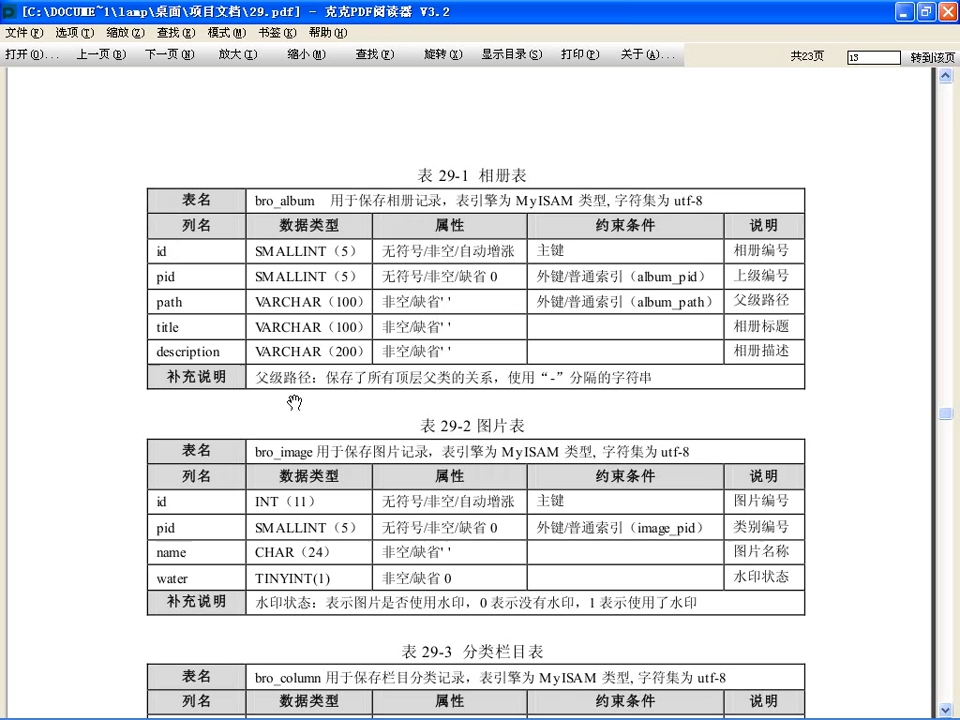 [C:\DOCUME~1\lamp\桌面\项目文档\29.pdf] - 克克PDF阅读器 V3.2
文件(F) 选项(T) 缩放(Z) 查找(E) 模式(M) 书签(K) 帮助(H)
打开(O)... 上一页(B) 下一页(N) 放大(I) 缩小(M) 查找(F) 旋转(X) 显示目录(S) 打印(P) 关于(A)... 共23页 13 转到该页
表 29-1 相册表
表名 bro_album 用于保存相册记录，表引擎为 MyISAM 类型, 字符集为 utf-8
列名 数据类型 属性 约束条件 说明
id SMALLINT（5） 无符号/非空/自动增涨 主键 相册编号
pid SMALLINT（5） 无符号/非空/缺省 0 外键/普通索引（album_pid） 上级编号
path VARCHAR（100） 非空/缺省' ' 外键/普通索引（album_path） 父级路径
title VARCHAR（100） 非空/缺省' ' 相册标题
description VARCHAR（200） 非空/缺省' ' 相册描述
补充说明 父级路径：保存了所有顶层父类的关系，使用“-”分隔的字符串
表 29-2 图片表
表名 bro_image 用于保存图片记录，表引擎为 MyISAM 类型, 字符集为 utf-8
列名 数据类型 属性 约束条件 说明
id INT（11） 无符号/非空/自动增涨 主键 图片编号
pid SMALLINT（5） 无符号/非空/缺省 0 外键/普通索引（image_pid） 类别编号
name CHAR（24） 非空/缺省' ' 图片名称
water TINYINT(1) 非空/缺省 0 水印状态
补充说明 水印状态：表示图片是否使用水印，0 表示没有水印，1 表示使用了水印
表 29-3 分类栏目表
表名 bro_column 用于保存栏目分类记录，表引擎为 MyISAM 类型, 字符集为 utf-8
列名 数据类型 属性 约束条件 说明